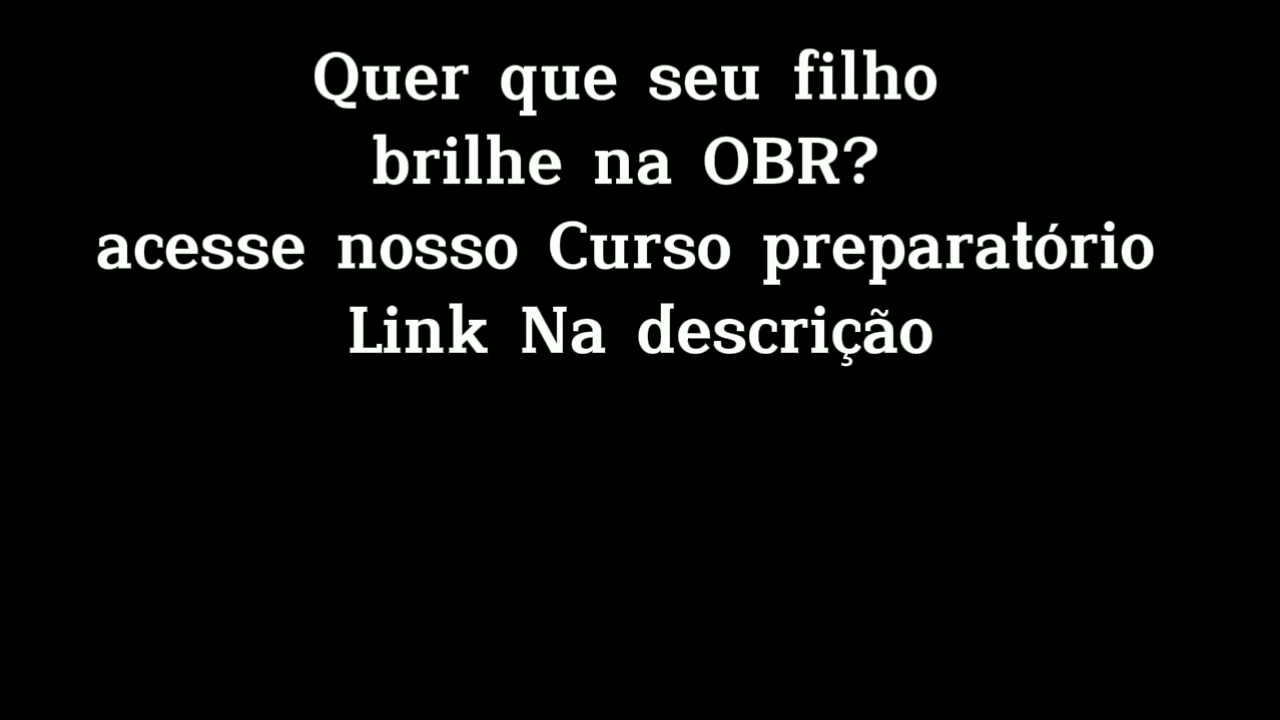 Quer que seu filho
brilhe na OBR?
acesse nosso Curso preparatório
Link Na descrição